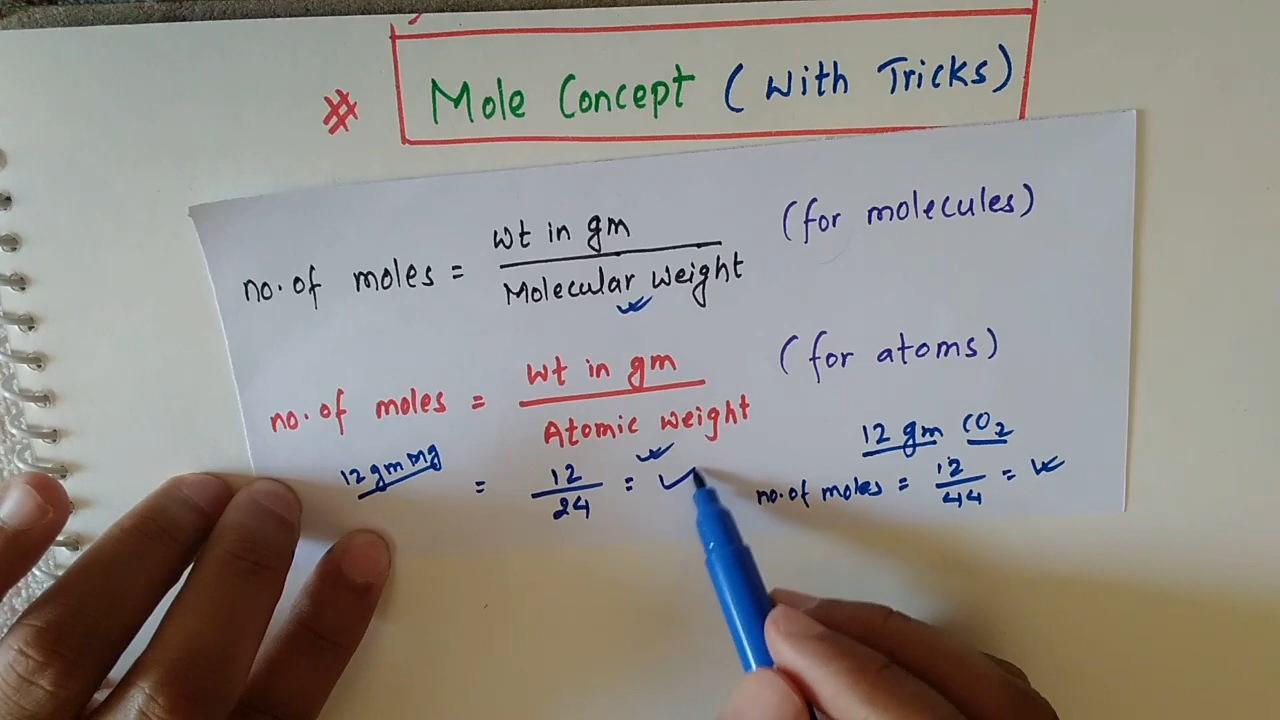 # Mole Concept (With Tricks)
no. of moles = wt in gm / Molecular weight (for molecules)
no. of moles = wt in gm / Atomic weight (for atoms)
12 gm mg = 12 / 24 =
12 gm CO2
no. of moles = 12 / 44 =